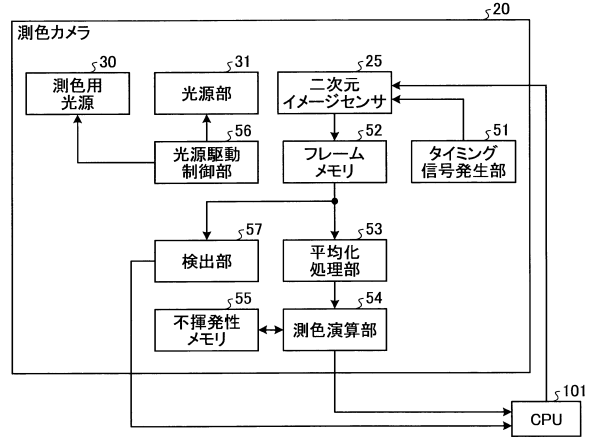 20
測色カメラ
30
測色用
光源
31
光源部
25
二次元
イメージセンサ
56
光源駆動
制御部
52
フレーム
メモリ
51
タイミング
信号発生部
57
検出部
53
平均化
処理部
55
不揮発性
メモリ
54
測色演算部
101
CPU